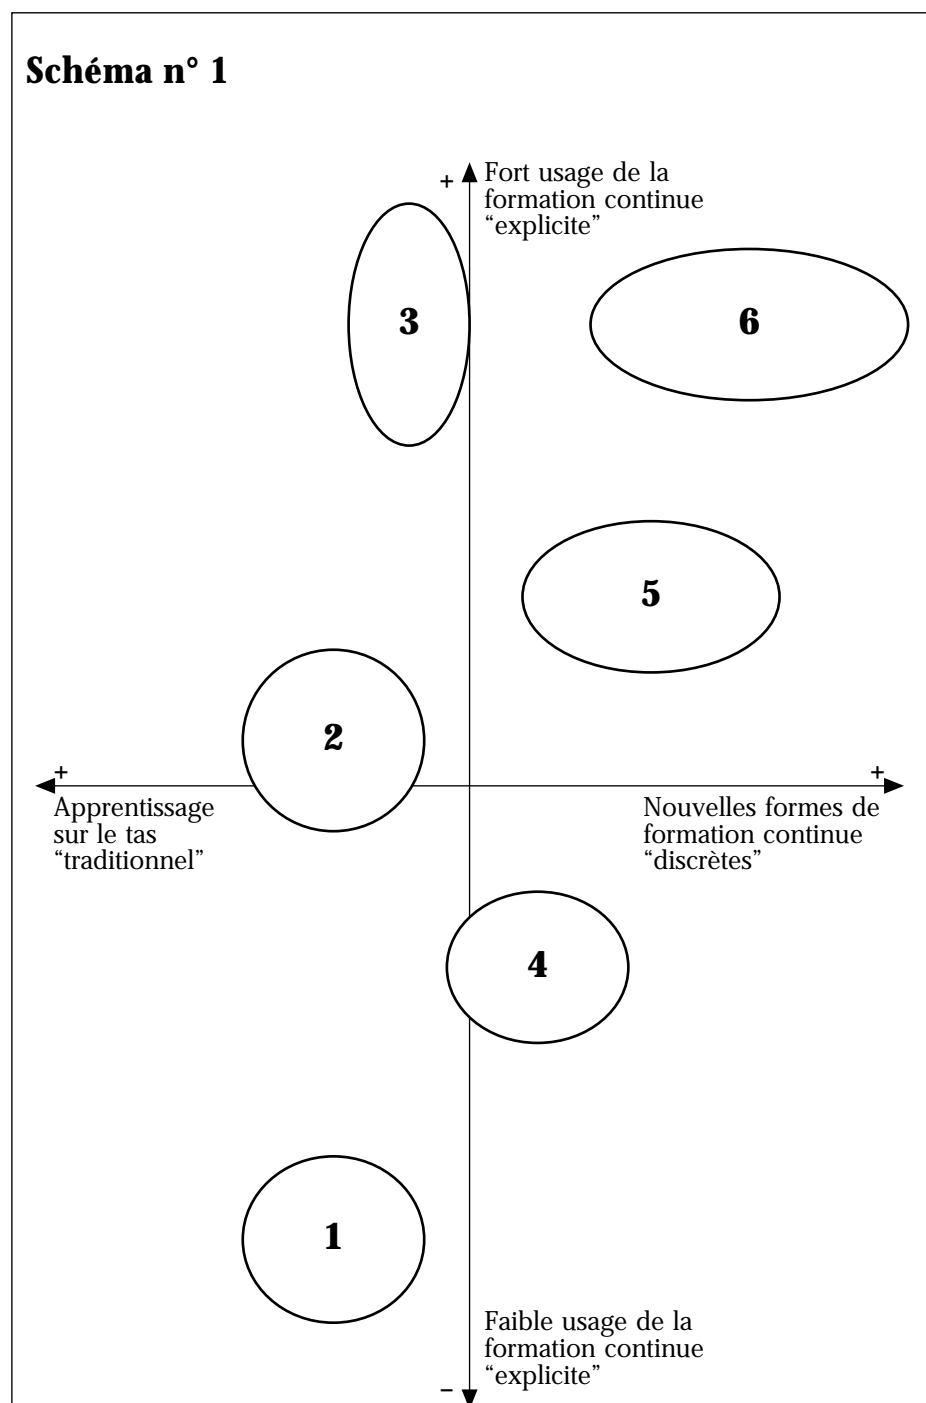 Schéma n° 1
+
Fort usage de la
formation continue
“explicite”
3
6
5
2
+
+
Apprentissage
sur le tas
“traditionnel”
Nouvelles formes de
formation continue
“discrètes”
4
1
Faible usage de la
formation continue
“explicite”
–